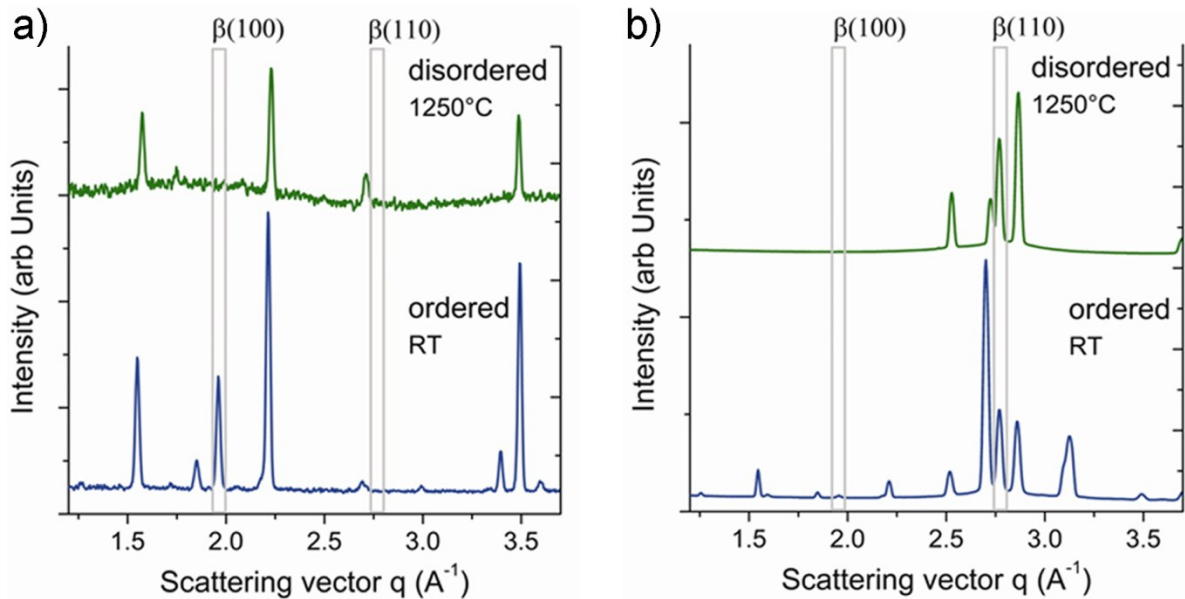 a)
β(100)
β(110)
disordered
1250°C
ordered
RT
Intensity (arb Units)
1.5
2.0
2.5
3.0
3.5
Scattering vector q (A⁻¹)
b)
β(100)
β(110)
disordered
1250°C
ordered
RT
Intensity (arb Units)
1.5
2.0
2.5
3.0
3.5
Scattering vector q (A⁻¹)